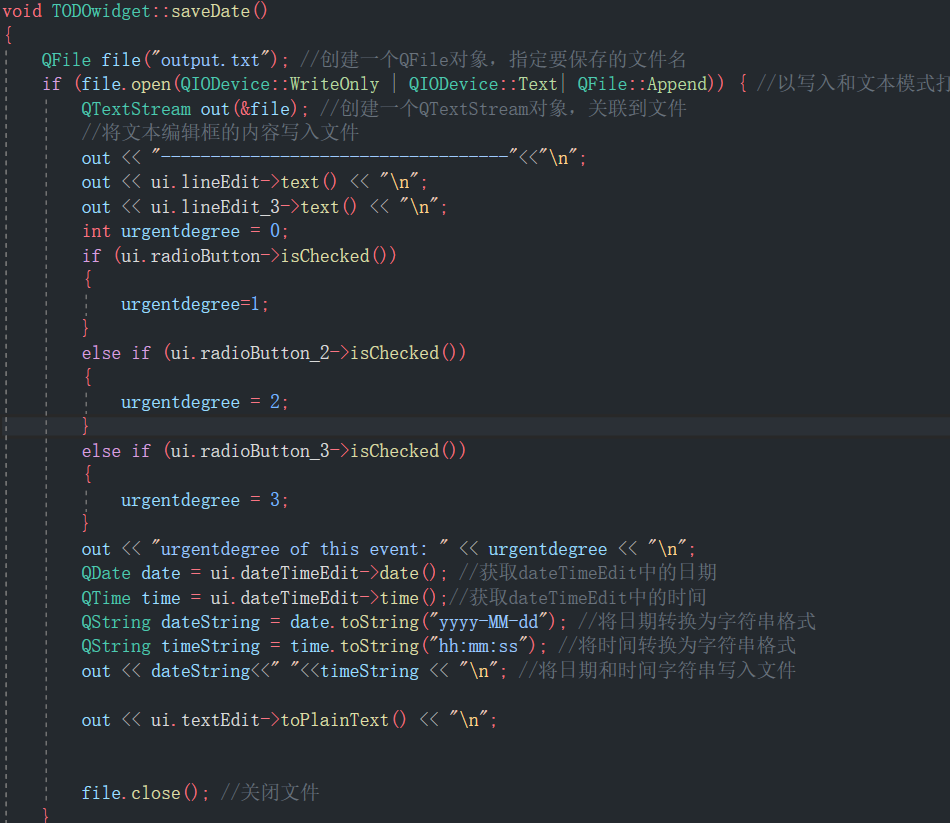 void TODOwidget::saveDate()
{
QFile file("output.txt"); //创建一个QFile对象，指定要保存的文件名
if (file.open(QIODevice::WriteOnly | QIODevice::Text| QFile::Append)) { //以写入和文本模式打
QTextStream out(&file); //创建一个QTextStream对象，关联到文件
//将文本编辑框的内容写入文件
out << "-----------------------------------"<<"\n";
out << ui.lineEdit->text() << "\n";
out << ui.lineEdit_3->text() << "\n";
int urgentdegree = 0;
if (ui.radioButton->isChecked())
{
urgentdegree=1;
}
else if (ui.radioButton_2->isChecked())
{
urgentdegree = 2;
}
else if (ui.radioButton_3->isChecked())
{
urgentdegree = 3;
}
out << "urgentdegree of this event: " << urgentdegree << "\n";
QDate date = ui.dateTimeEdit->date(); //获取dateTimeEdit中的日期
QTime time = ui.dateTimeEdit->time();//获取dateTimeEdit中的时间
QString dateString = date.toString("yyyy-MM-dd"); //将日期转换为字符串格式
QString timeString = time.toString("hh:mm:ss"); //将时间转换为字符串格式
out << dateString<<" "<<timeString << "\n"; //将日期和时间字符串写入文件
out << ui.textEdit->toPlainText() << "\n";
file.close(); //关闭文件
}